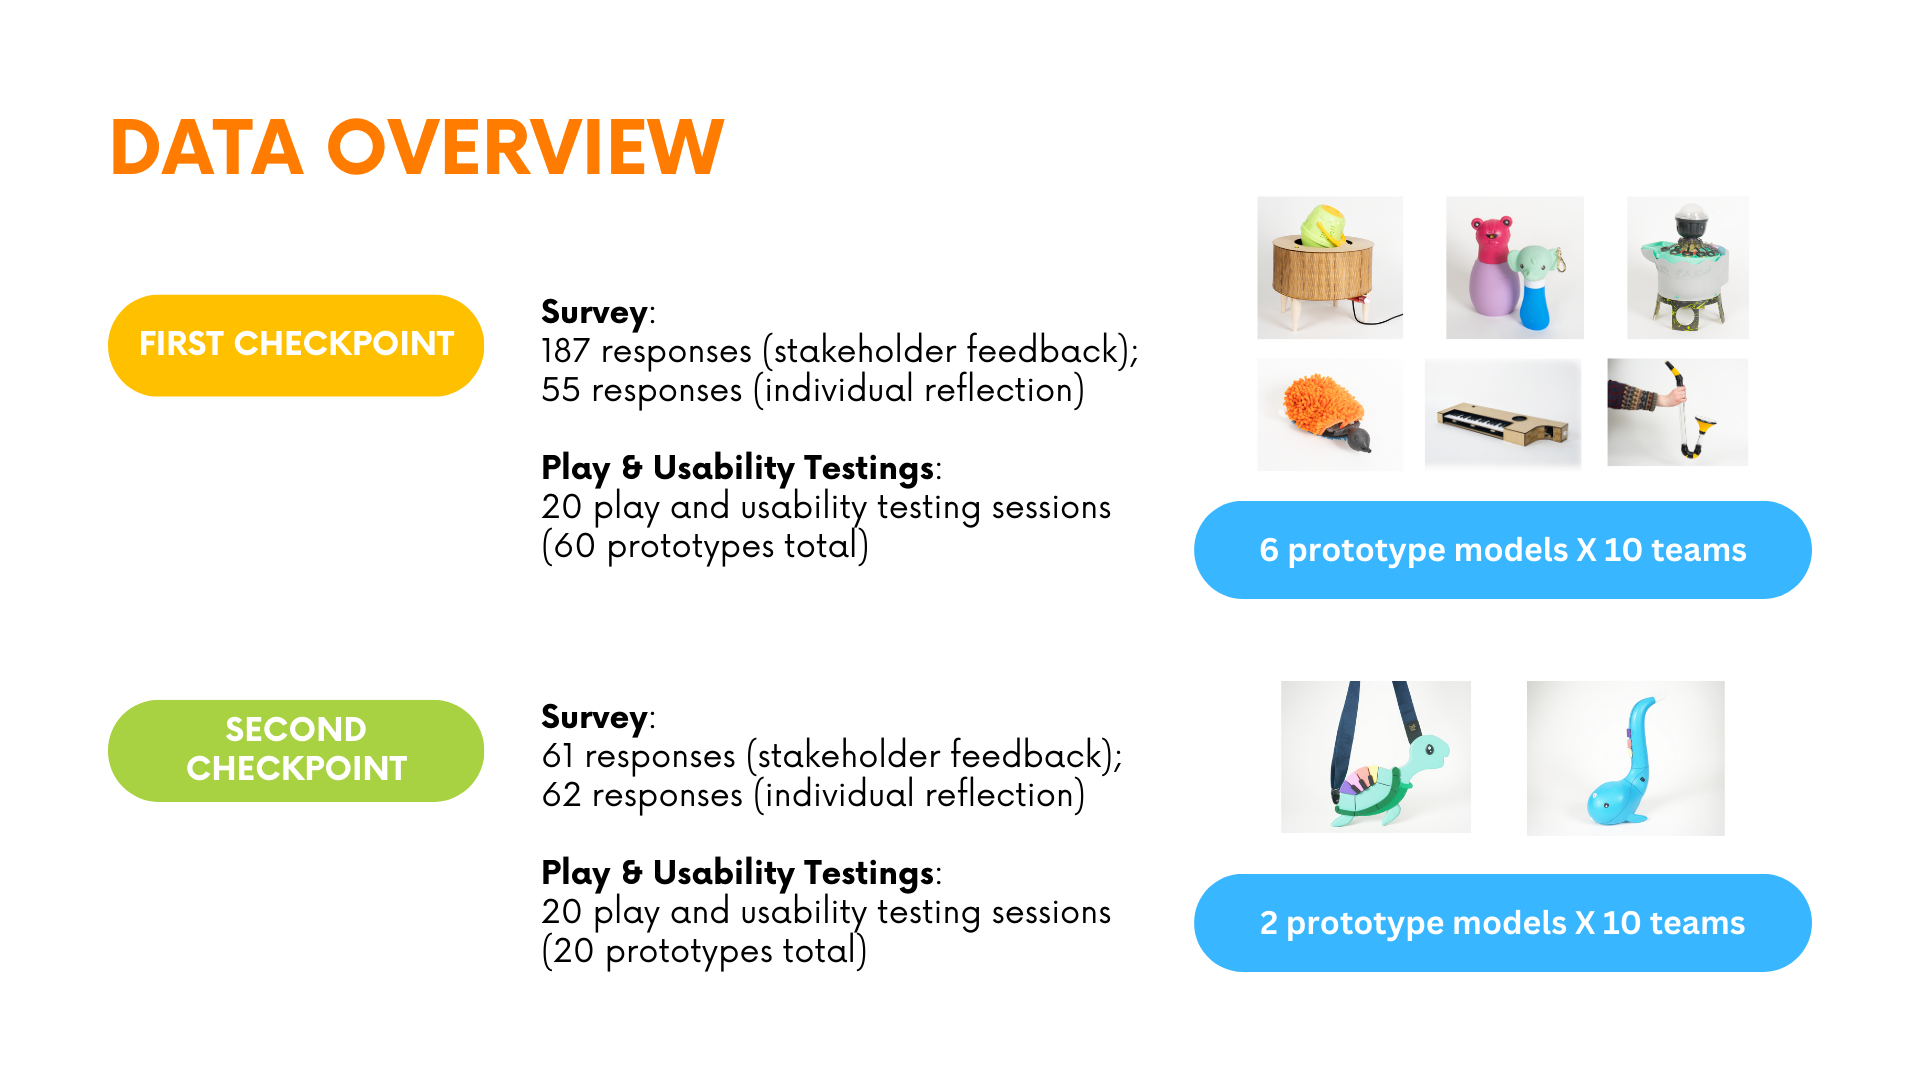 DATA OVERVIEW
FIRST CHECKPOINT
Survey:
187 responses (stakeholder feedback);
55 responses (individual reflection)
Play & Usability Testings:
20 play and usability testing sessions
(60 prototypes total)
6 prototype models X 10 teams
SECOND
CHECKPOINT
Survey:
61 responses (stakeholder feedback);
62 responses (individual reflection)
Play & Usability Testings:
20 play and usability testing sessions
(20 prototypes total)
2 prototype models X 10 teams